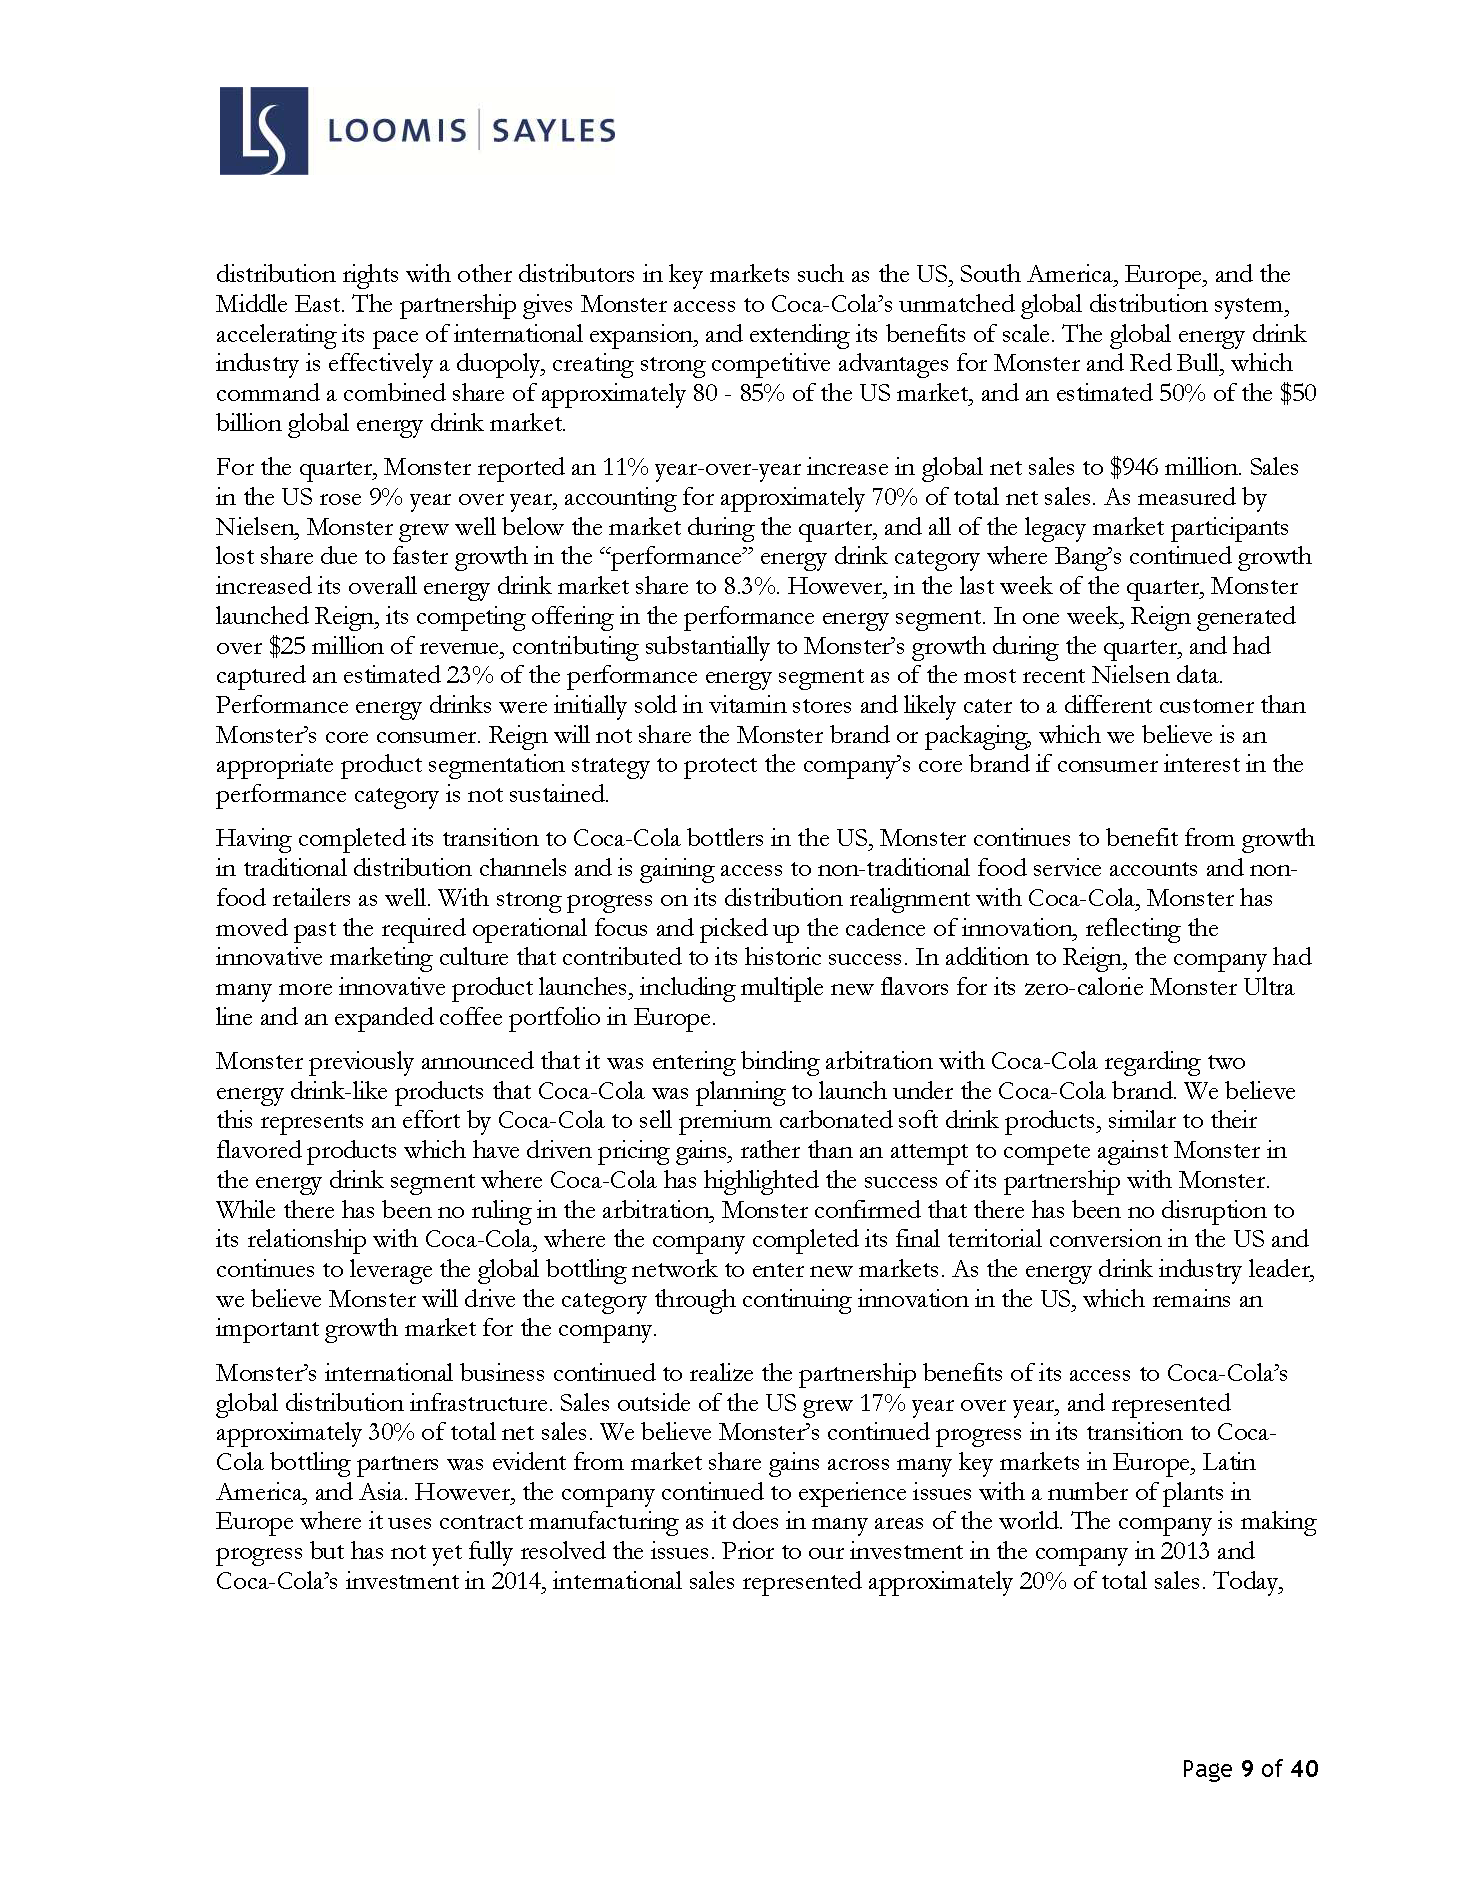 LS LOOMIS | SAYLES
distribution rights with other distributors in key markets such as the US, South America, Europe, and the
Middle East. The partnership gives Monster access to Coca-Cola’s unmatched global distribution system,
accelerating its pace of international expansion, and extending its benefits of scale. The global energy drink
industry is effectively a duopoly, creating strong competitive advantages for Monster and Red Bull, which
command a combined share of approximately 80 - 85% of the US market, and an estimated 50% of the $50
billion global energy drink market.
For the quarter, Monster reported an 11% year-over-year increase in global net sales to $946 million. Sales
in the US rose 9% year over year, accounting for approximately 70% of total net sales. As measured by
Nielsen, Monster grew well below the market during the quarter, and all of the legacy market participants
lost share due to faster growth in the “performance” energy drink category where Bang’s continued growth
increased its overall energy drink market share to 8.3%. However, in the last week of the quarter, Monster
launched Reign, its competing offering in the performance energy segment. In one week, Reign generated
over $25 million of revenue, contributing substantially to Monster’s growth during the quarter, and had
captured an estimated 23% of the performance energy segment as of the most recent Nielsen data.
Performance energy drinks were initially sold in vitamin stores and likely cater to a different customer than
Monster’s core consumer. Reign will not share the Monster brand or packaging, which we believe is an
appropriate product segmentation strategy to protect the company’s core brand if consumer interest in the
performance category is not sustained.
Having completed its transition to Coca-Cola bottlers in the US, Monster continues to benefit from growth
in traditional distribution channels and is gaining access to non-traditional food service accounts and non-
food retailers as well. With strong progress on its distribution realignment with Coca-Cola, Monster has
moved past the required operational focus and picked up the cadence of innovation, reflecting the
innovative marketing culture that contributed to its historic success. In addition to Reign, the company had
many more innovative product launches, including multiple new flavors for its zero-calorie Monster Ultra
line and an expanded coffee portfolio in Europe.
Monster previously announced that it was entering binding arbitration with Coca-Cola regarding two
energy drink-like products that Coca-Cola was planning to launch under the Coca-Cola brand. We believe
this represents an effort by Coca-Cola to sell premium carbonated soft drink products, similar to their
flavored products which have driven pricing gains, rather than an attempt to compete against Monster in
the energy drink segment where Coca-Cola has highlighted the success of its partnership with Monster.
While there has been no ruling in the arbitration, Monster confirmed that there has been no disruption to
its relationship with Coca-Cola, where the company completed its final territorial conversion in the US and
continues to leverage the global bottling network to enter new markets. As the energy drink industry leader,
we believe Monster will drive the category through continuing innovation in the US, which remains an
important growth market for the company.
Monster’s international business continued to realize the partnership benefits of its access to Coca-Cola’s
global distribution infrastructure. Sales outside of the US grew 17% year over year, and represented
approximately 30% of total net sales. We believe Monster’s continued progress in its transition to Coca-
Cola bottling partners was evident from market share gains across many key markets in Europe, Latin
America, and Asia. However, the company continued to experience issues with a number of plants in
Europe where it uses contract manufacturing as it does in many areas of the world. The company is making
progress but has not yet fully resolved the issues. Prior to our investment in the company in 2013 and
Coca-Cola’s investment in 2014, international sales represented approximately 20% of total sales. Today,
Page 9 of 40